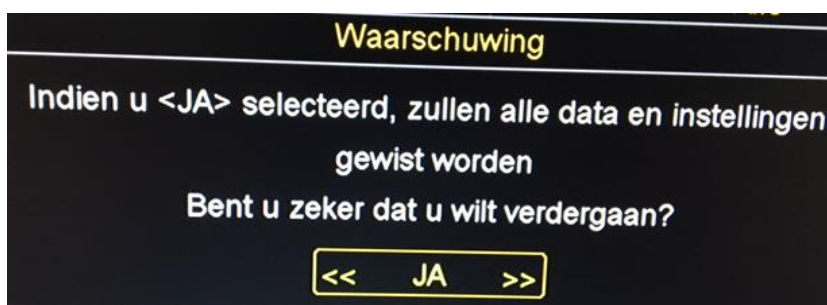 Waarschuwing
Indien u <JA> selecteerd, zullen alle data en instellingen
gewist worden
Bent u zeker dat u wilt verdergaan?
<< JA >>